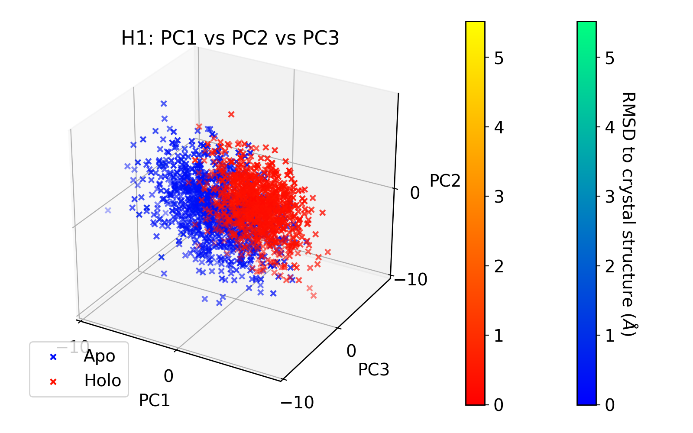 H1: PC1 vs PC2 vs PC3
PC2
0
−10
0
PC3
−10
0
PC1
−10
Apo
Holo
5
4
3
2
1
0
5
4
3
2
1
0
RMSD to crystal structure (Å)